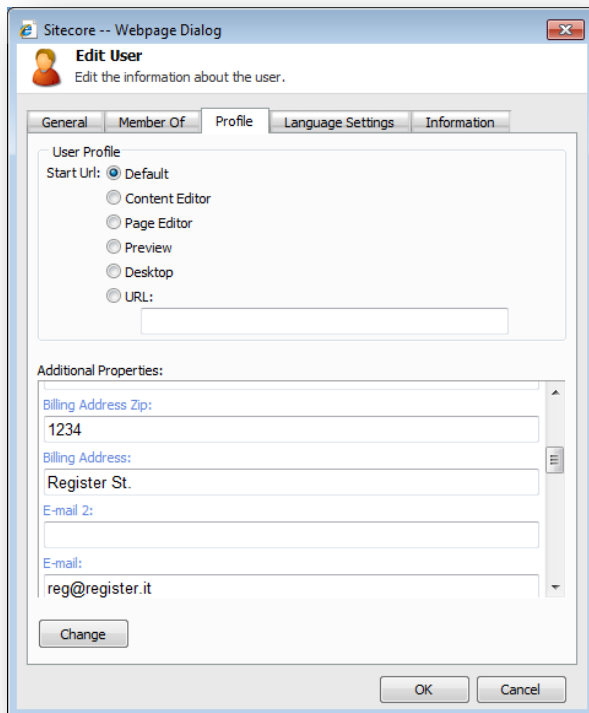 Sitecore -- Webpage Dialog
Edit User
Edit the information about the user.
General Member Of Profile Language Settings Information
User Profile
Start Url: Default
Content Editor
Page Editor
Preview
Desktop
URL:
Additional Properties:
Billing Address Zip:
1234
Billing Address:
Register St.
E-mail 2:
E-mail:
reg@register.it
Change
OK Cancel